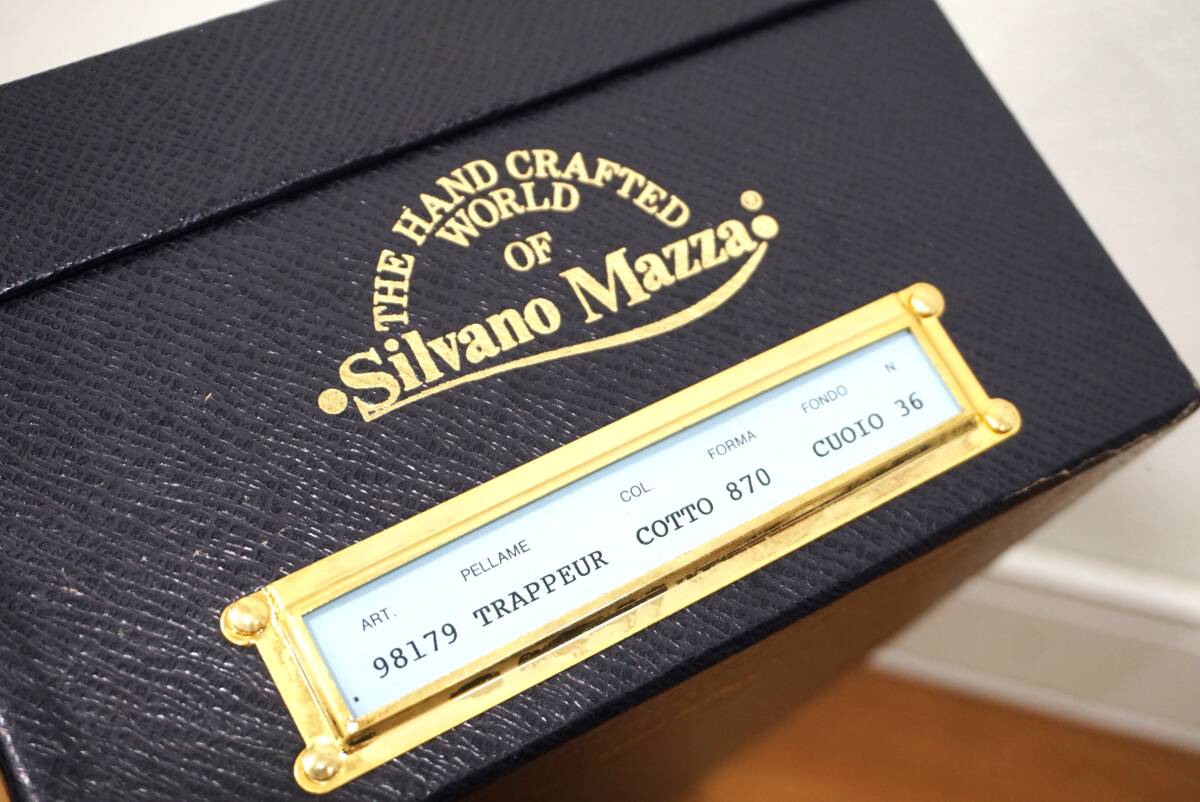 THE HAND CRAFTED
WORLD
OF
Silvano Mazza®
ART. PELLAME COL. FORMA FONDO N
. 98179 TRAPPEUR COTTO 870 CUOIO 36